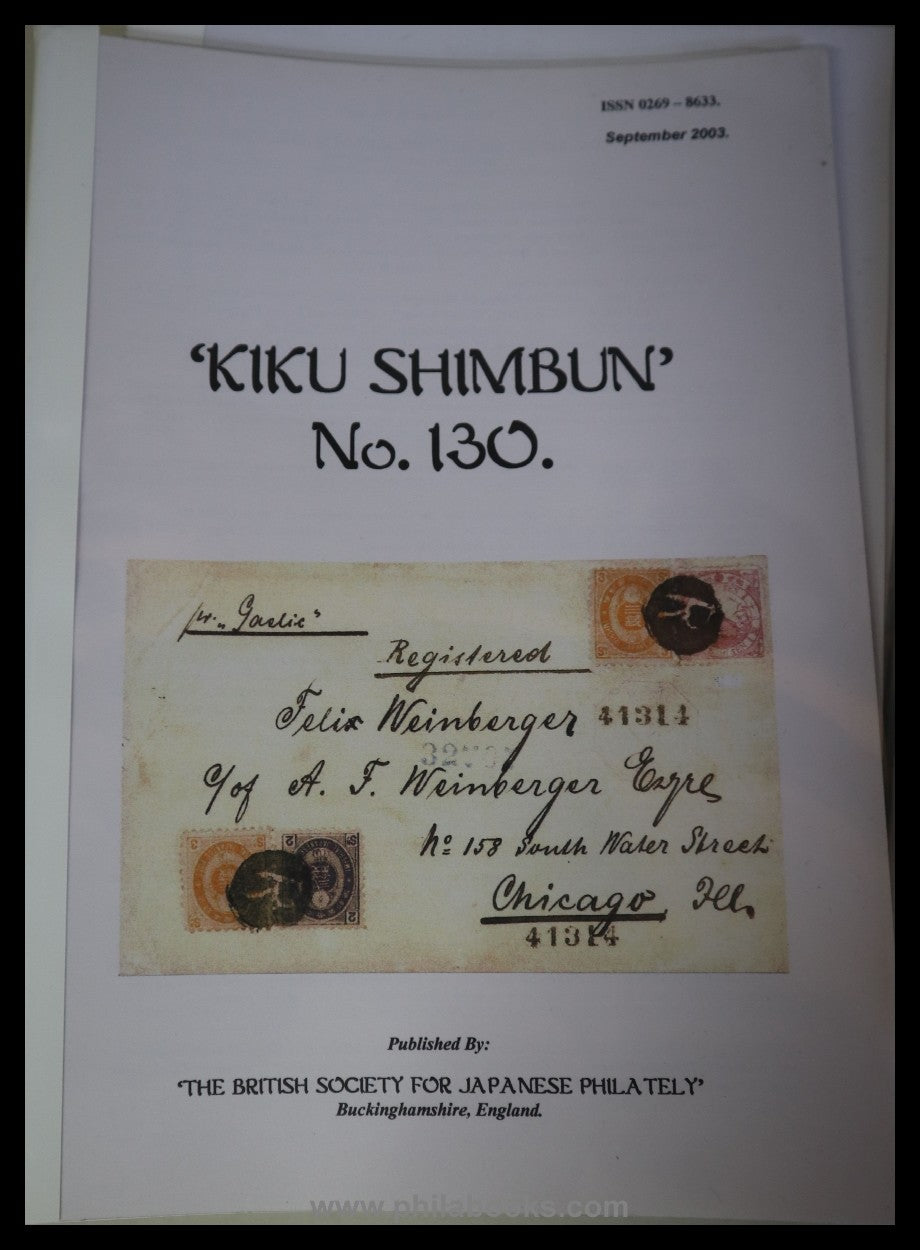 ISSN 0269 – 8633.
September 2003.
‘KIKU SHIMBUN’
No. 130.
pr. „Gaelic“
Registered
Felix Weinberger 41314
c/of A. F. Weinberger Esqre
No 158 South Water Street
Chicago, Ill.
41314
Published By:
‘THE BRITISH SOCIETY FOR JAPANESE PHILATELY’
Buckinghamshire, England.
www.philabooks.com